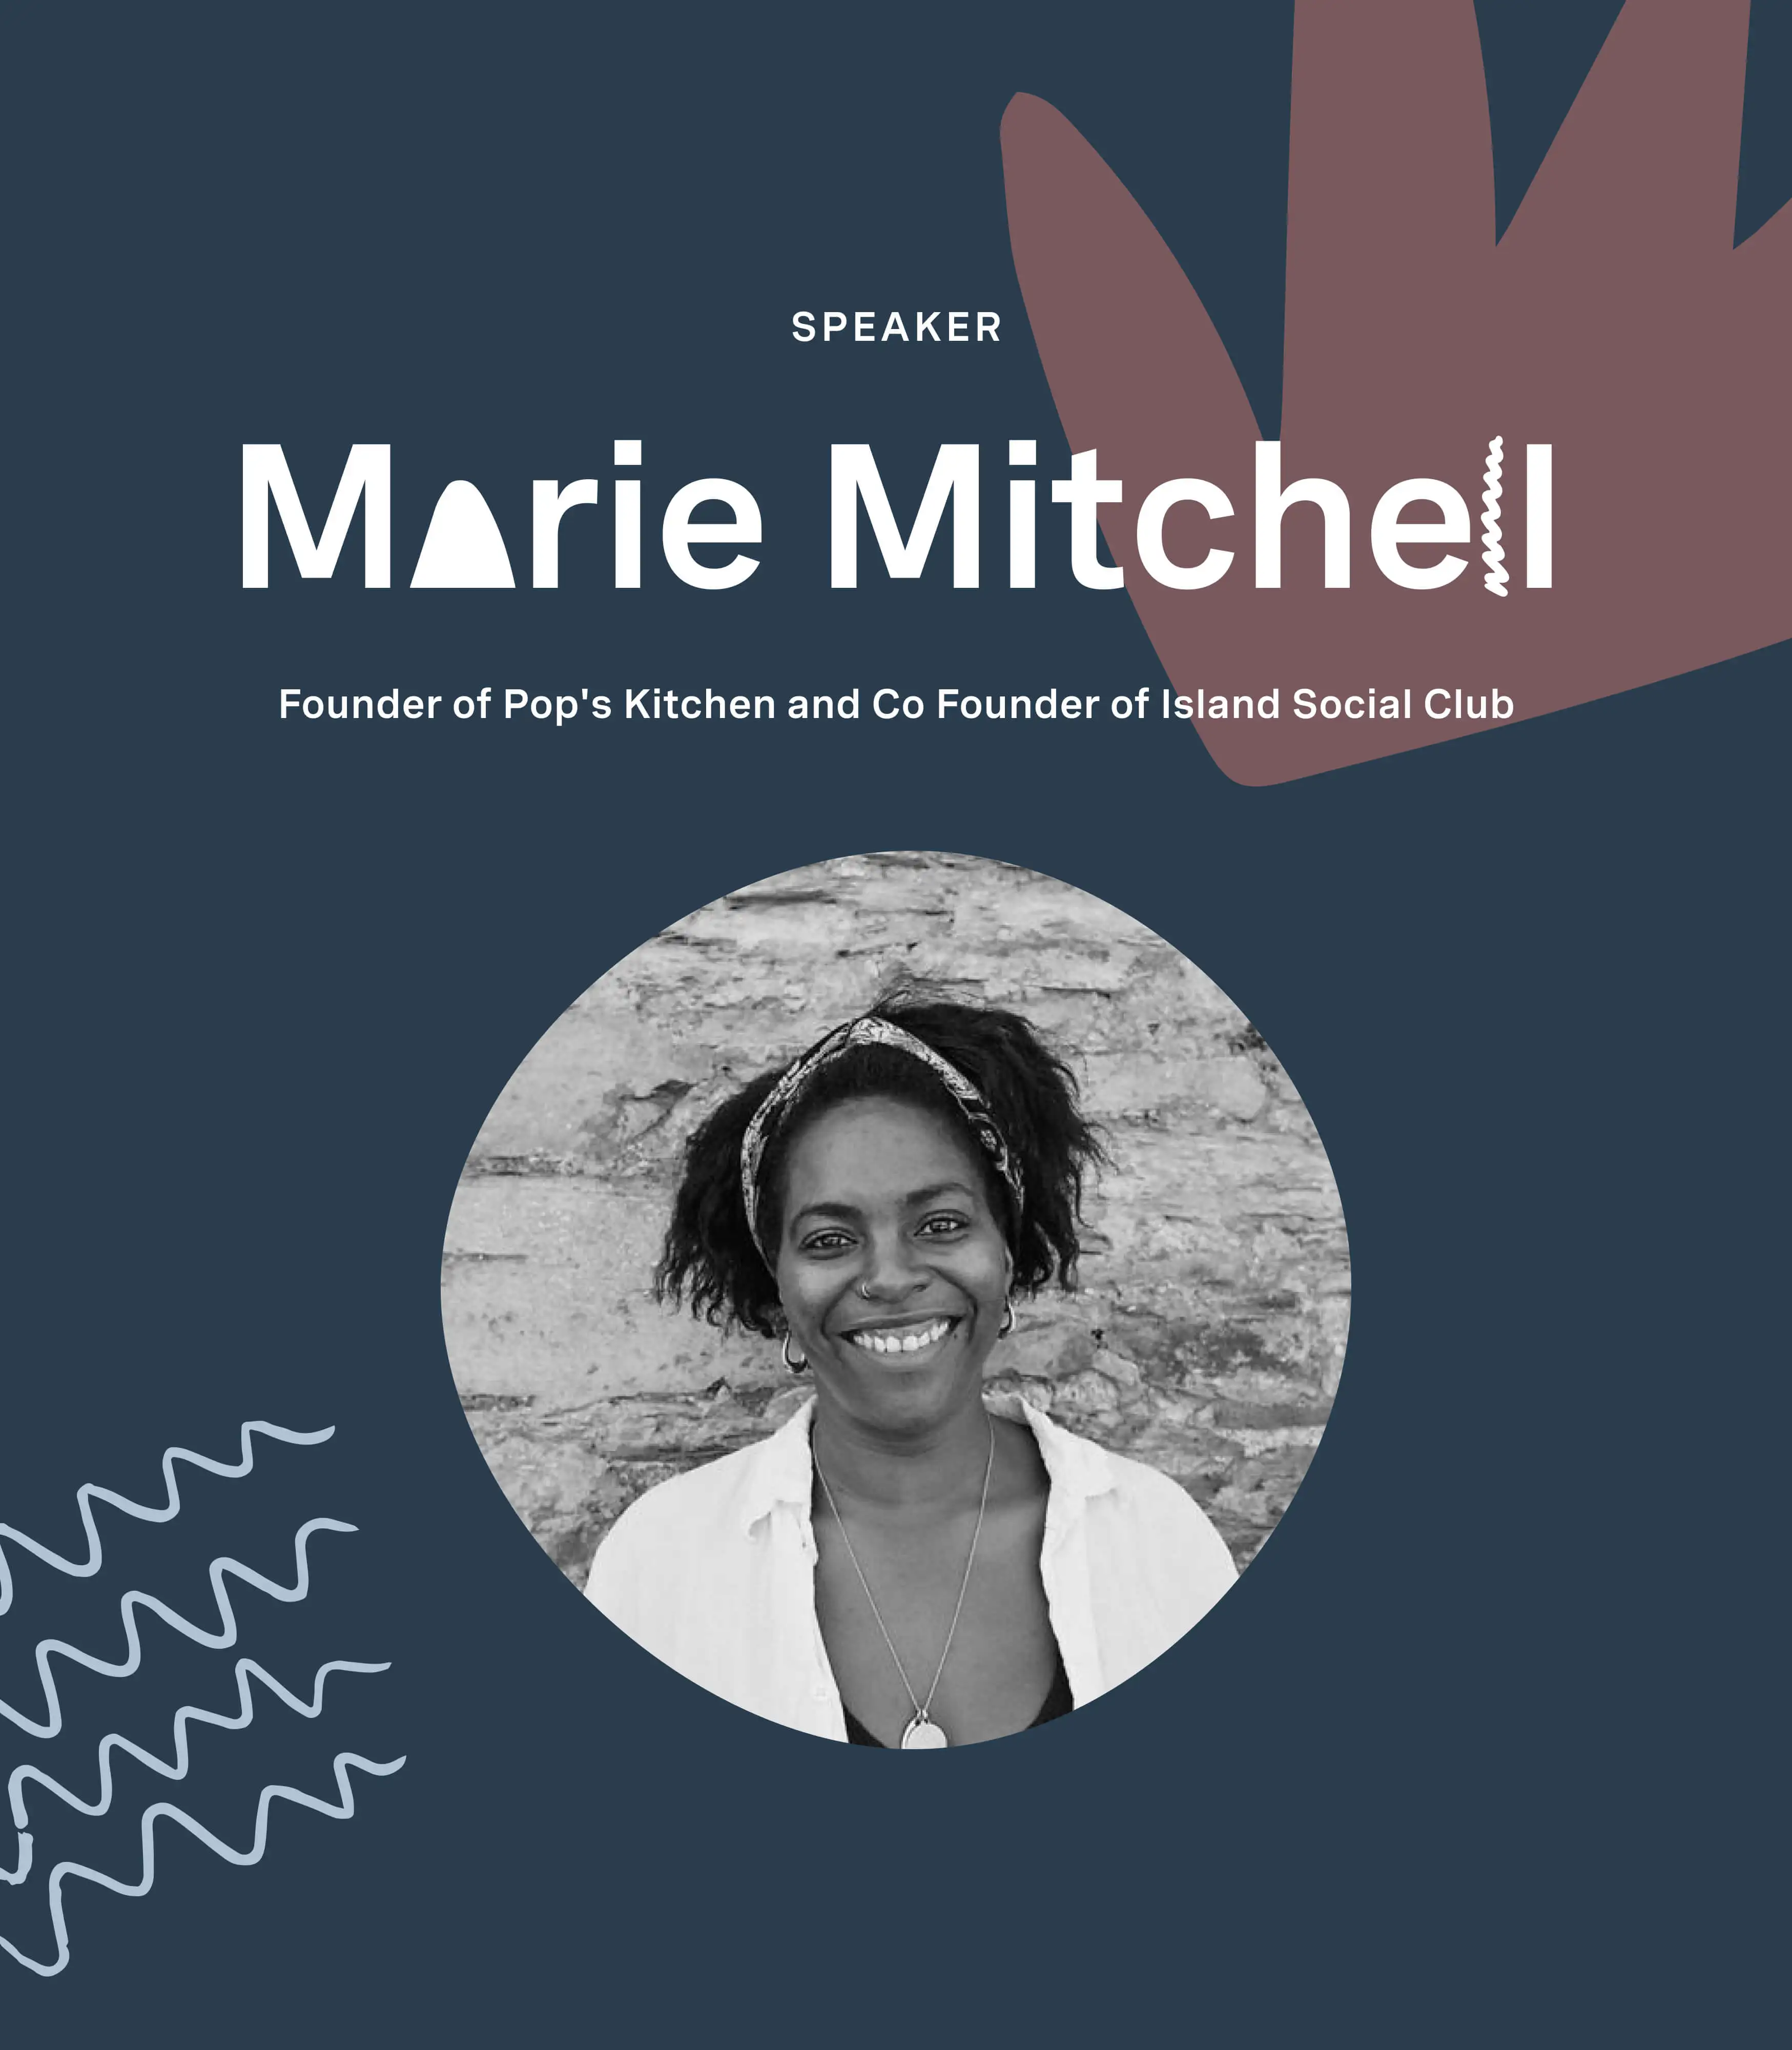 SPEAKER
Marie Mitchell
Founder of Pop's Kitchen and Co Founder of Island Social Club